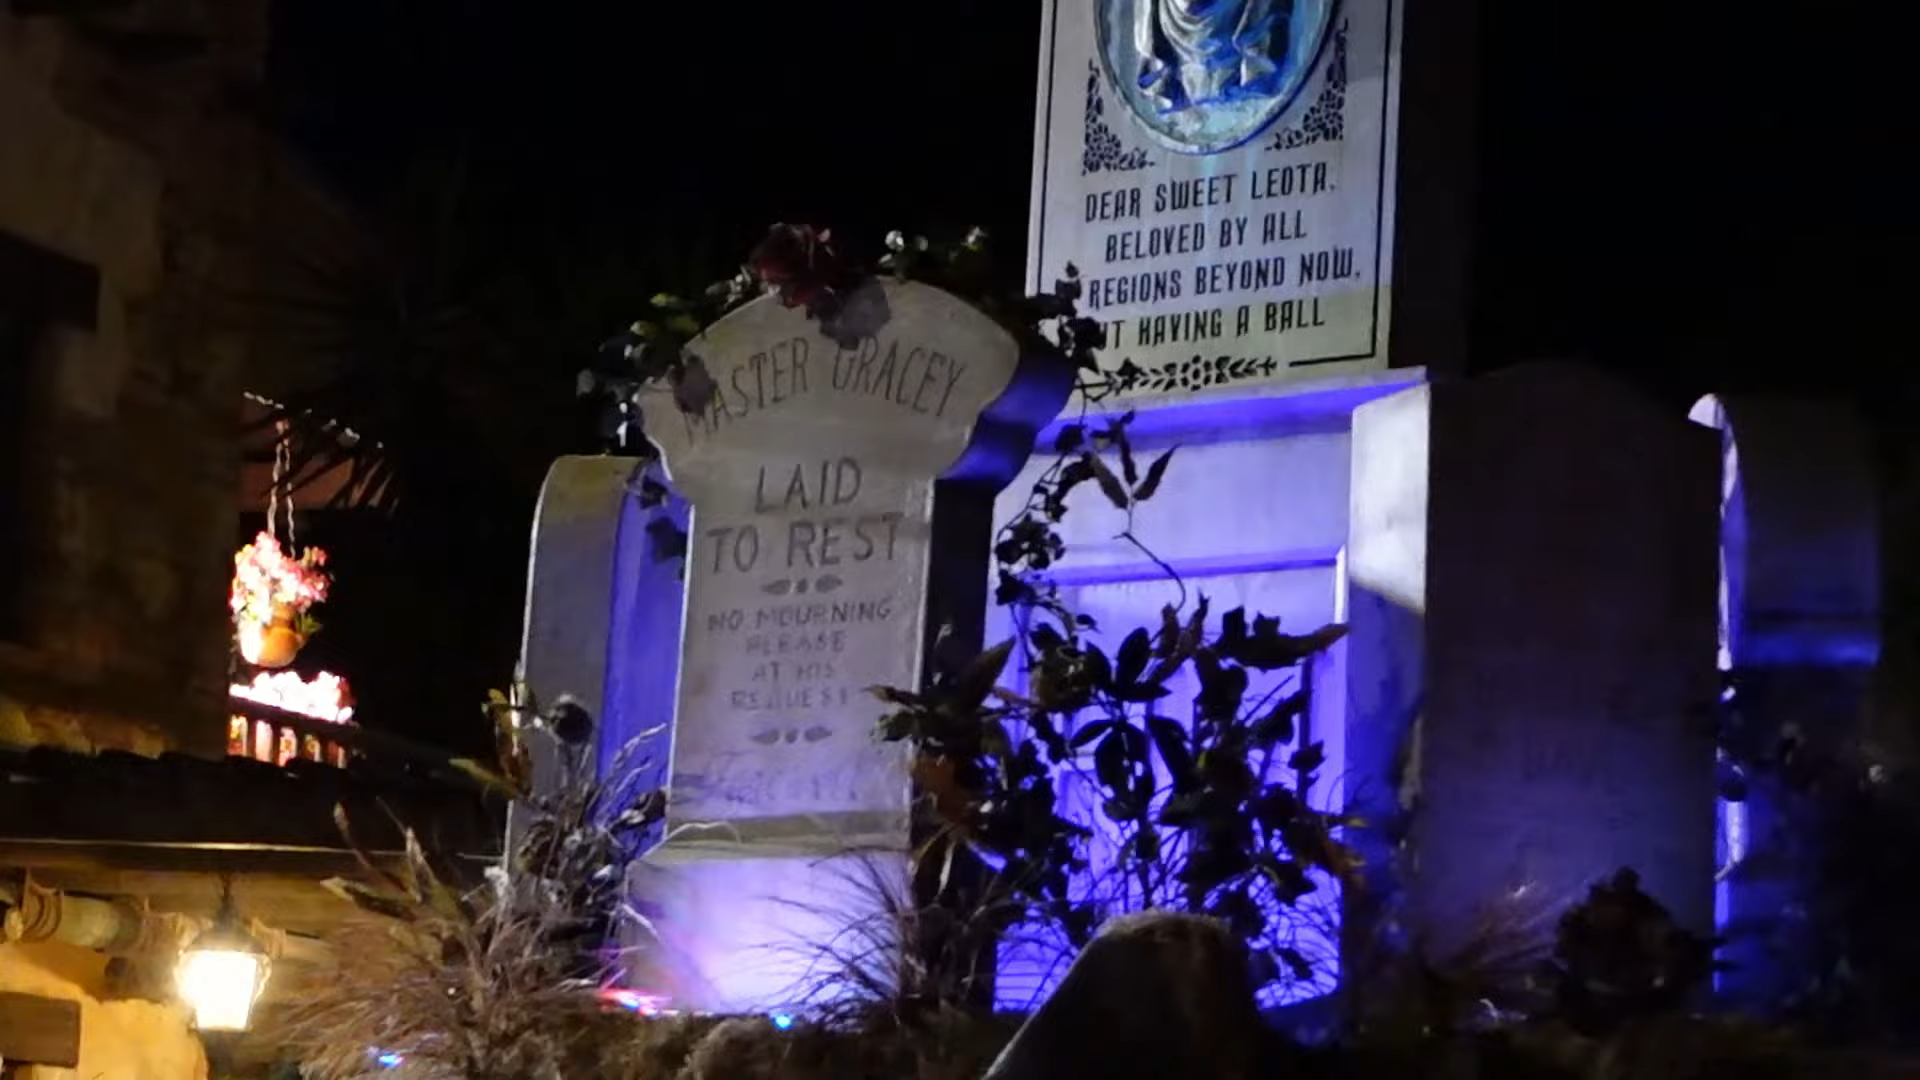 DEAR SWEET LEOTA,
BELOVED BY ALL
REGIONS BEYOND NOW,
HAVING A BALL
MASTER GRACEY
LAID
TO REST
NO MOURNING
PLEASE
AT HIS
REQUEST